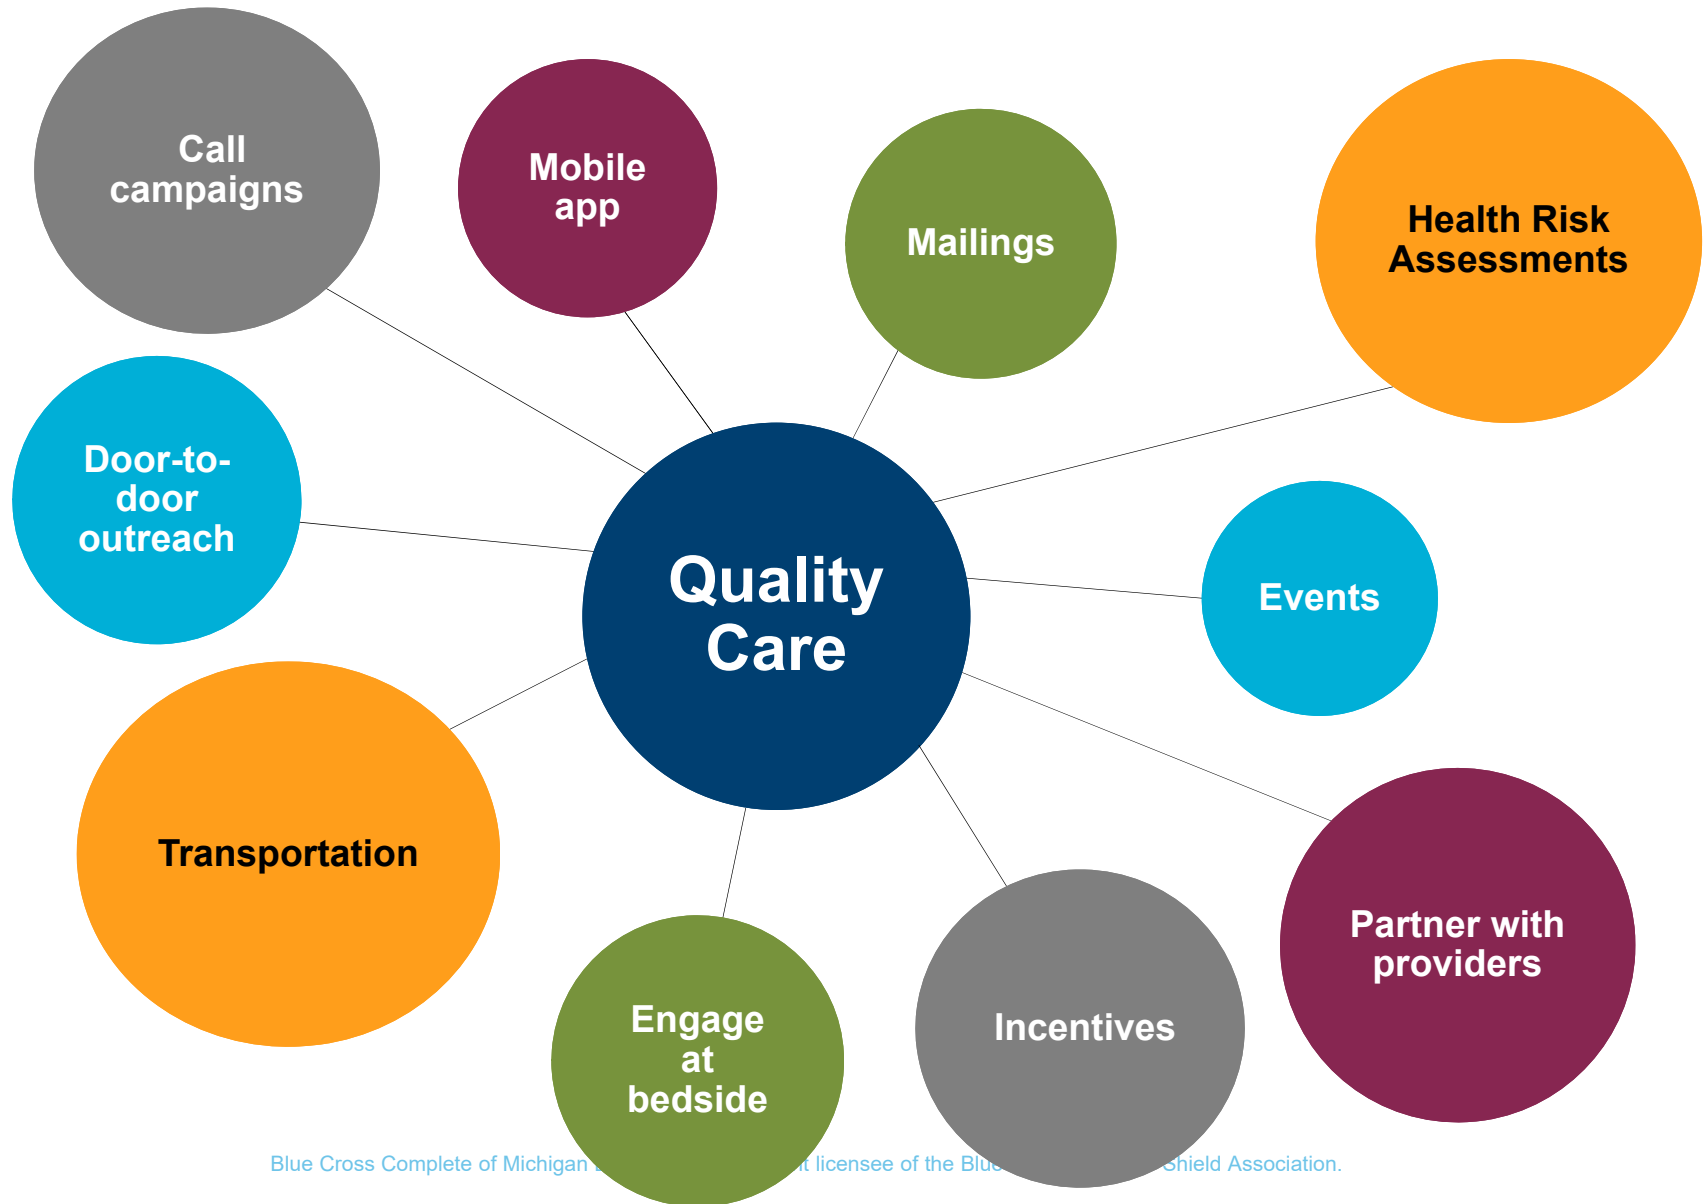 Call
campaigns
Mobile
app
Mailings
Health Risk
Assessments
Door-to-
door
outreach
Quality
Care
Events
Transportation
Partner with
providers
Engage
at
bedside
Incentives
Blue Cross Complete of Michigan licensee of the Blue Shield Association.